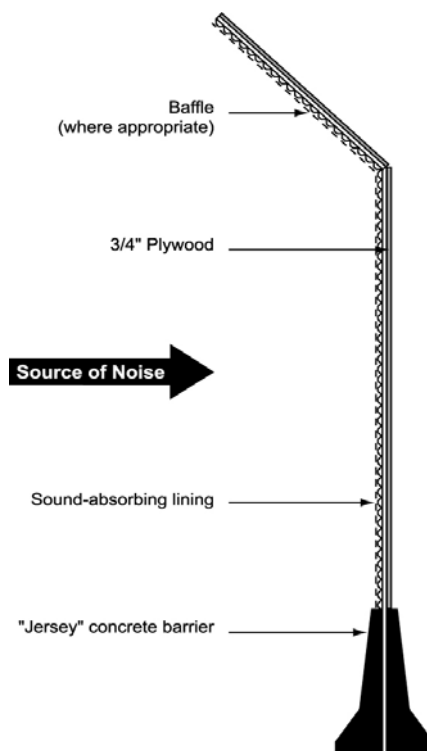 Baffle
(where appropriate)
3/4" Plywood
Source of Noise
Sound-absorbing lining
"Jersey" concrete barrier